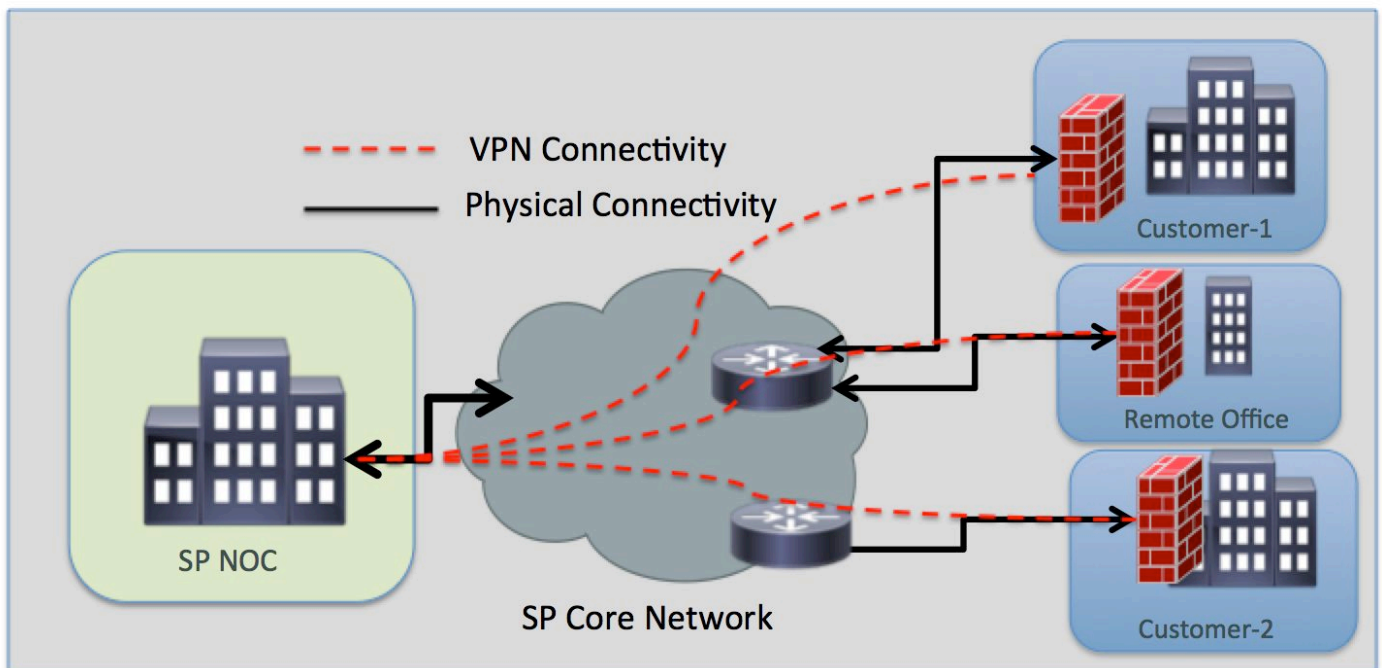 VPN Connectivity
Physical Connectivity
Customer-1
Remote Office
SP NOC
SP Core Network
Customer-2